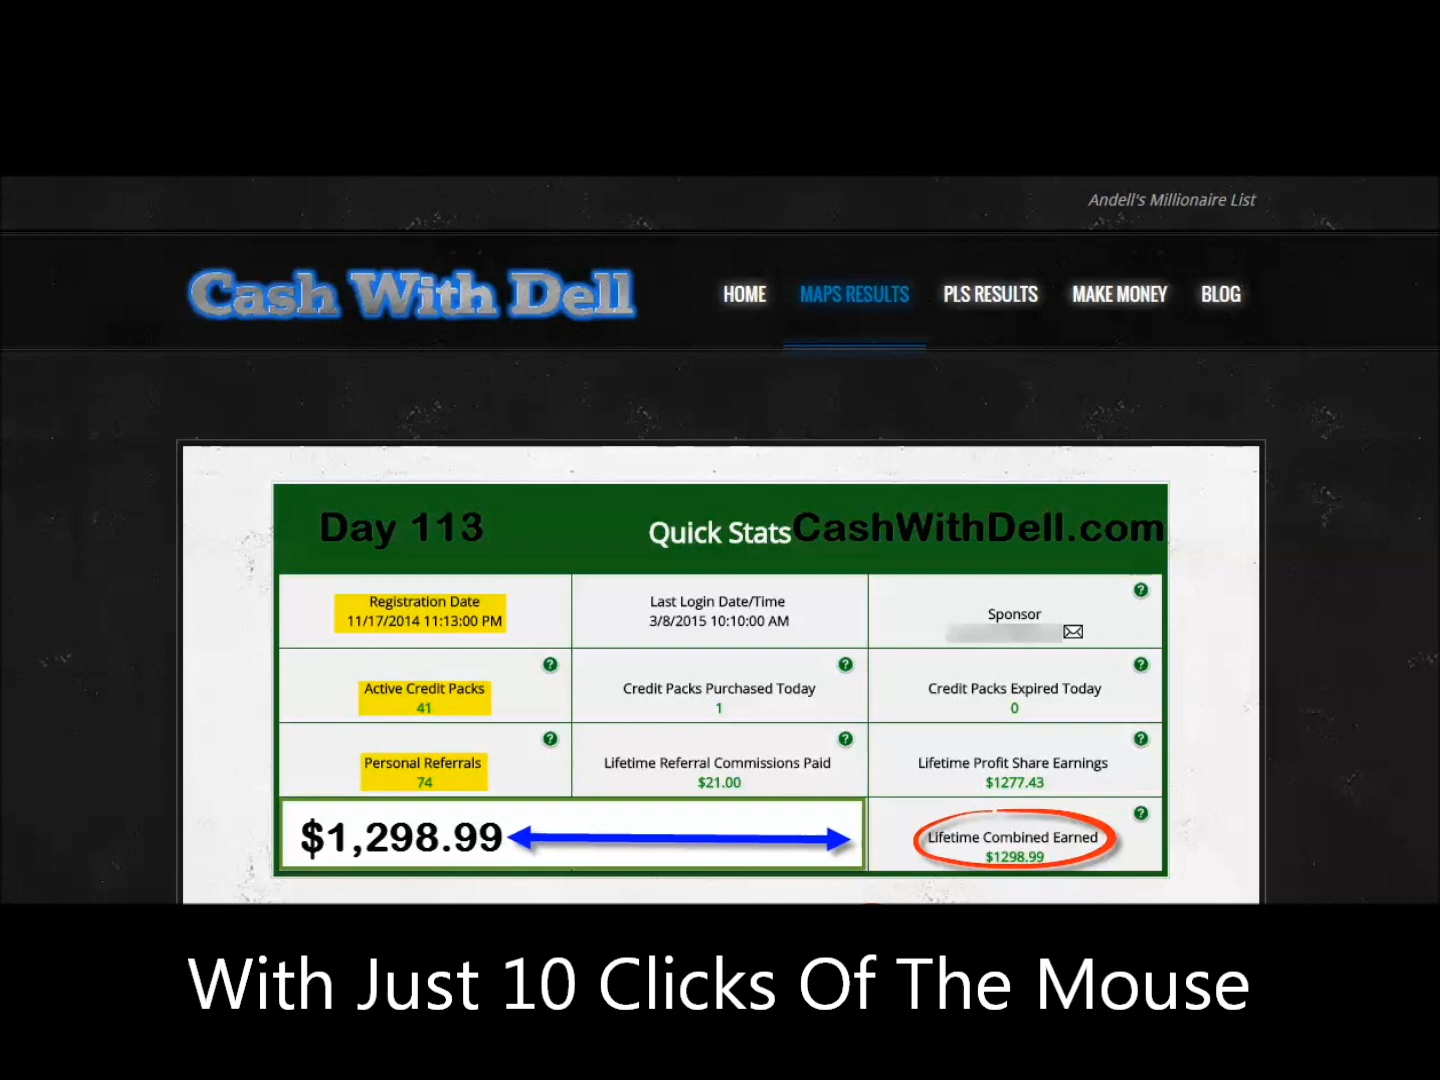 Andell's Millionaire List
Cash With Dell
HOME MAPS RESULTS PLS RESULTS MAKE MONEY BLOG
Day 113 Quick Stats CashWithDell.com
Registration Date
11/17/2014 11:13:00 PM
Last Login Date/Time
3/8/2015 10:10:00 AM
?
Sponsor
?
Active Credit Packs
41
?
Credit Packs Purchased Today
1
?
Credit Packs Expired Today
0
?
Personal Referrals
74
?
Lifetime Referral Commissions Paid
$21.00
?
Lifetime Profit Share Earnings
$1277.43
$1,298.99
?
Lifetime Combined Earned
$1298.99
With Just 10 Clicks Of The Mouse